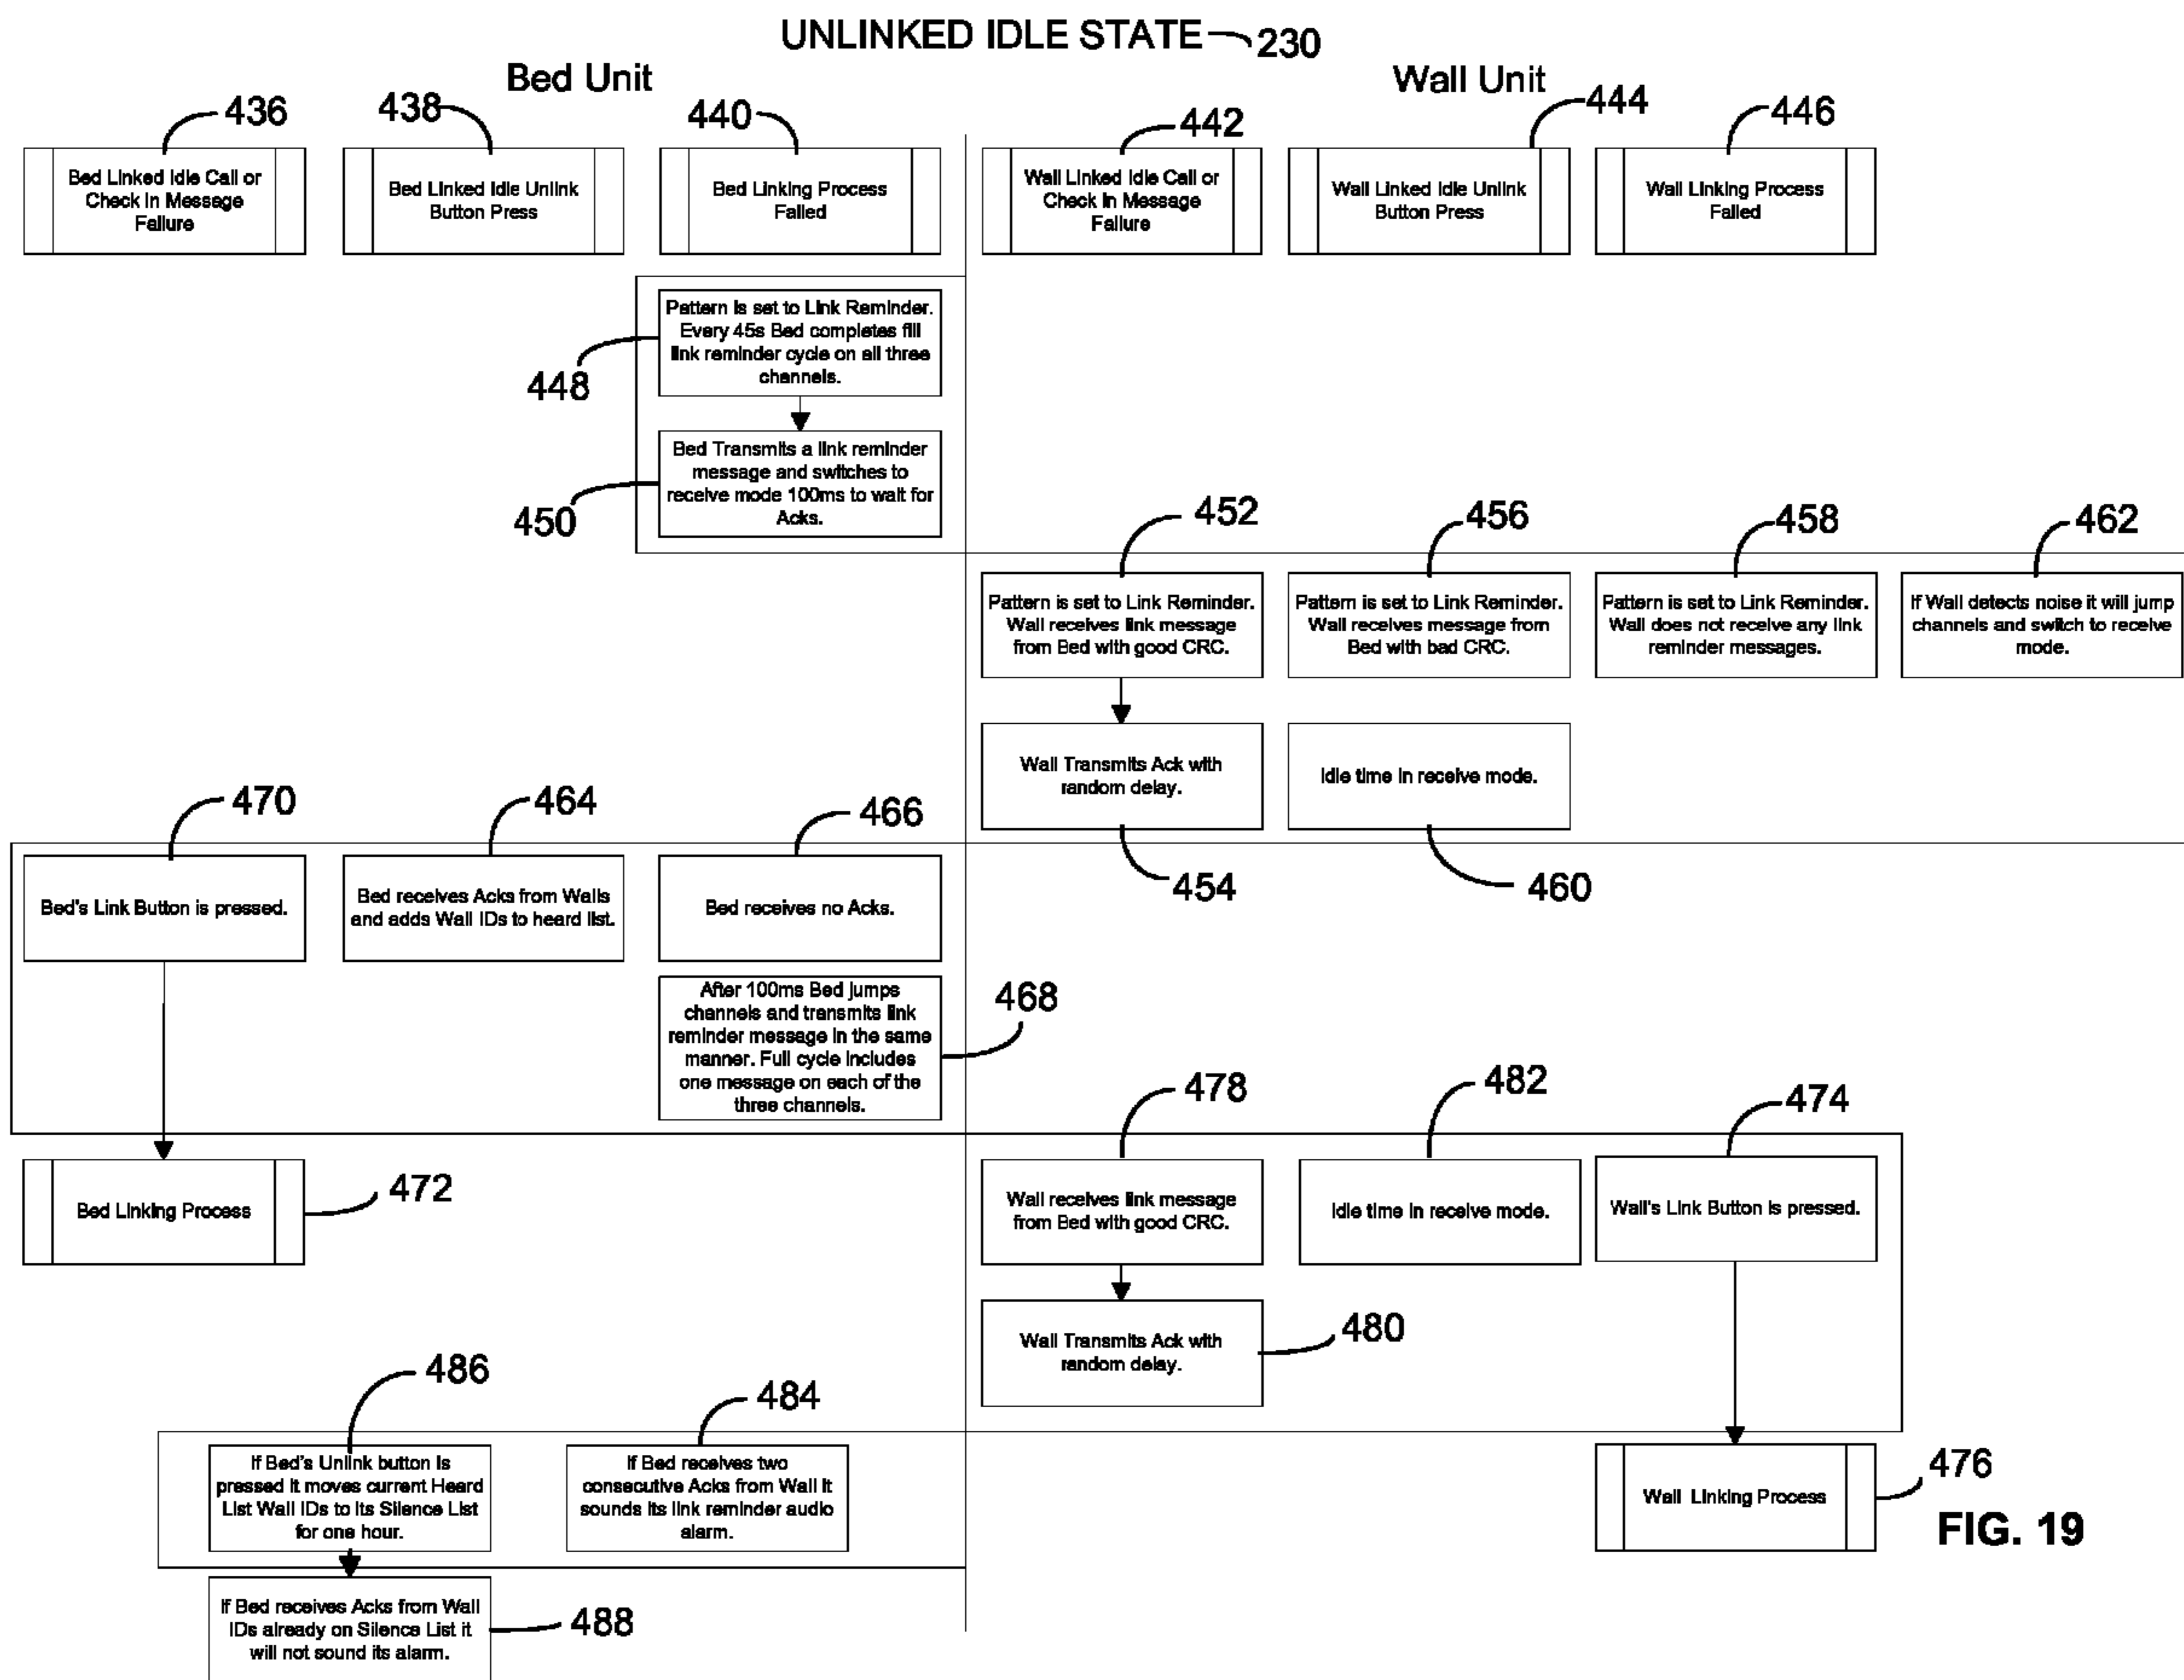 UNLINKED IDLE STATE 230
Bed Unit
Wall Unit
436
438
440
442
444
446
Bed Linked Idle Call or
Check In Message
Failure
Bed Linked Idle Unlink
Button Press
Bed Linking Process
Failed
Wall Linked Idle Call or
Check In Message
Failure
Wall Linked Idle Unlink
Button Press
Wall Linking Process
Failed
Pattern is set to Link Reminder.
Every 45s Bed completes fill
link reminder cycle on all three
channels.
448
Bed Transmits a link reminder
message and switches to
receive mode 100ms to wait for
Acks.
450
452
456
458
462
Pattern is set to Link Reminder.
Wall receives link message
from Bed with good CRC.
Pattern is set to Link Reminder.
Wall receives message from
Bed with bad CRC.
Pattern is set to Link Reminder.
Wall does not receive any link
reminder messages.
If Wall detects noise it will jump
channels and switch to receive
mode.
Wall Transmits Ack with
random delay.
Idle time in receive mode.
454
460
470
464
466
Bed's Link Button is pressed.
Bed receives Acks from Walls
and adds Wall IDs to heard list.
Bed receives no Acks.
After 100ms Bed jumps
channels and transmits link
reminder message in the same
manner. Full cycle includes
one message on each of the
three channels.
468
478
482
474
Bed Linking Process
472
Wall receives link message
from Bed with good CRC.
Idle time in receive mode.
Wall's Link Button is pressed.
Wall Transmits Ack with
random delay.
480
486
484
If Bed's Unlink button is
pressed it moves current Heard
List Wall IDs to its Silence List
for one hour.
If Bed receives two
consecutive Acks from Wall it
sounds its link reminder audio
alarm.
Wall Linking Process
476
FIG. 19
If Bed receives Acks from Wall
IDs already on Silence List it
will not sound its alarm.
488